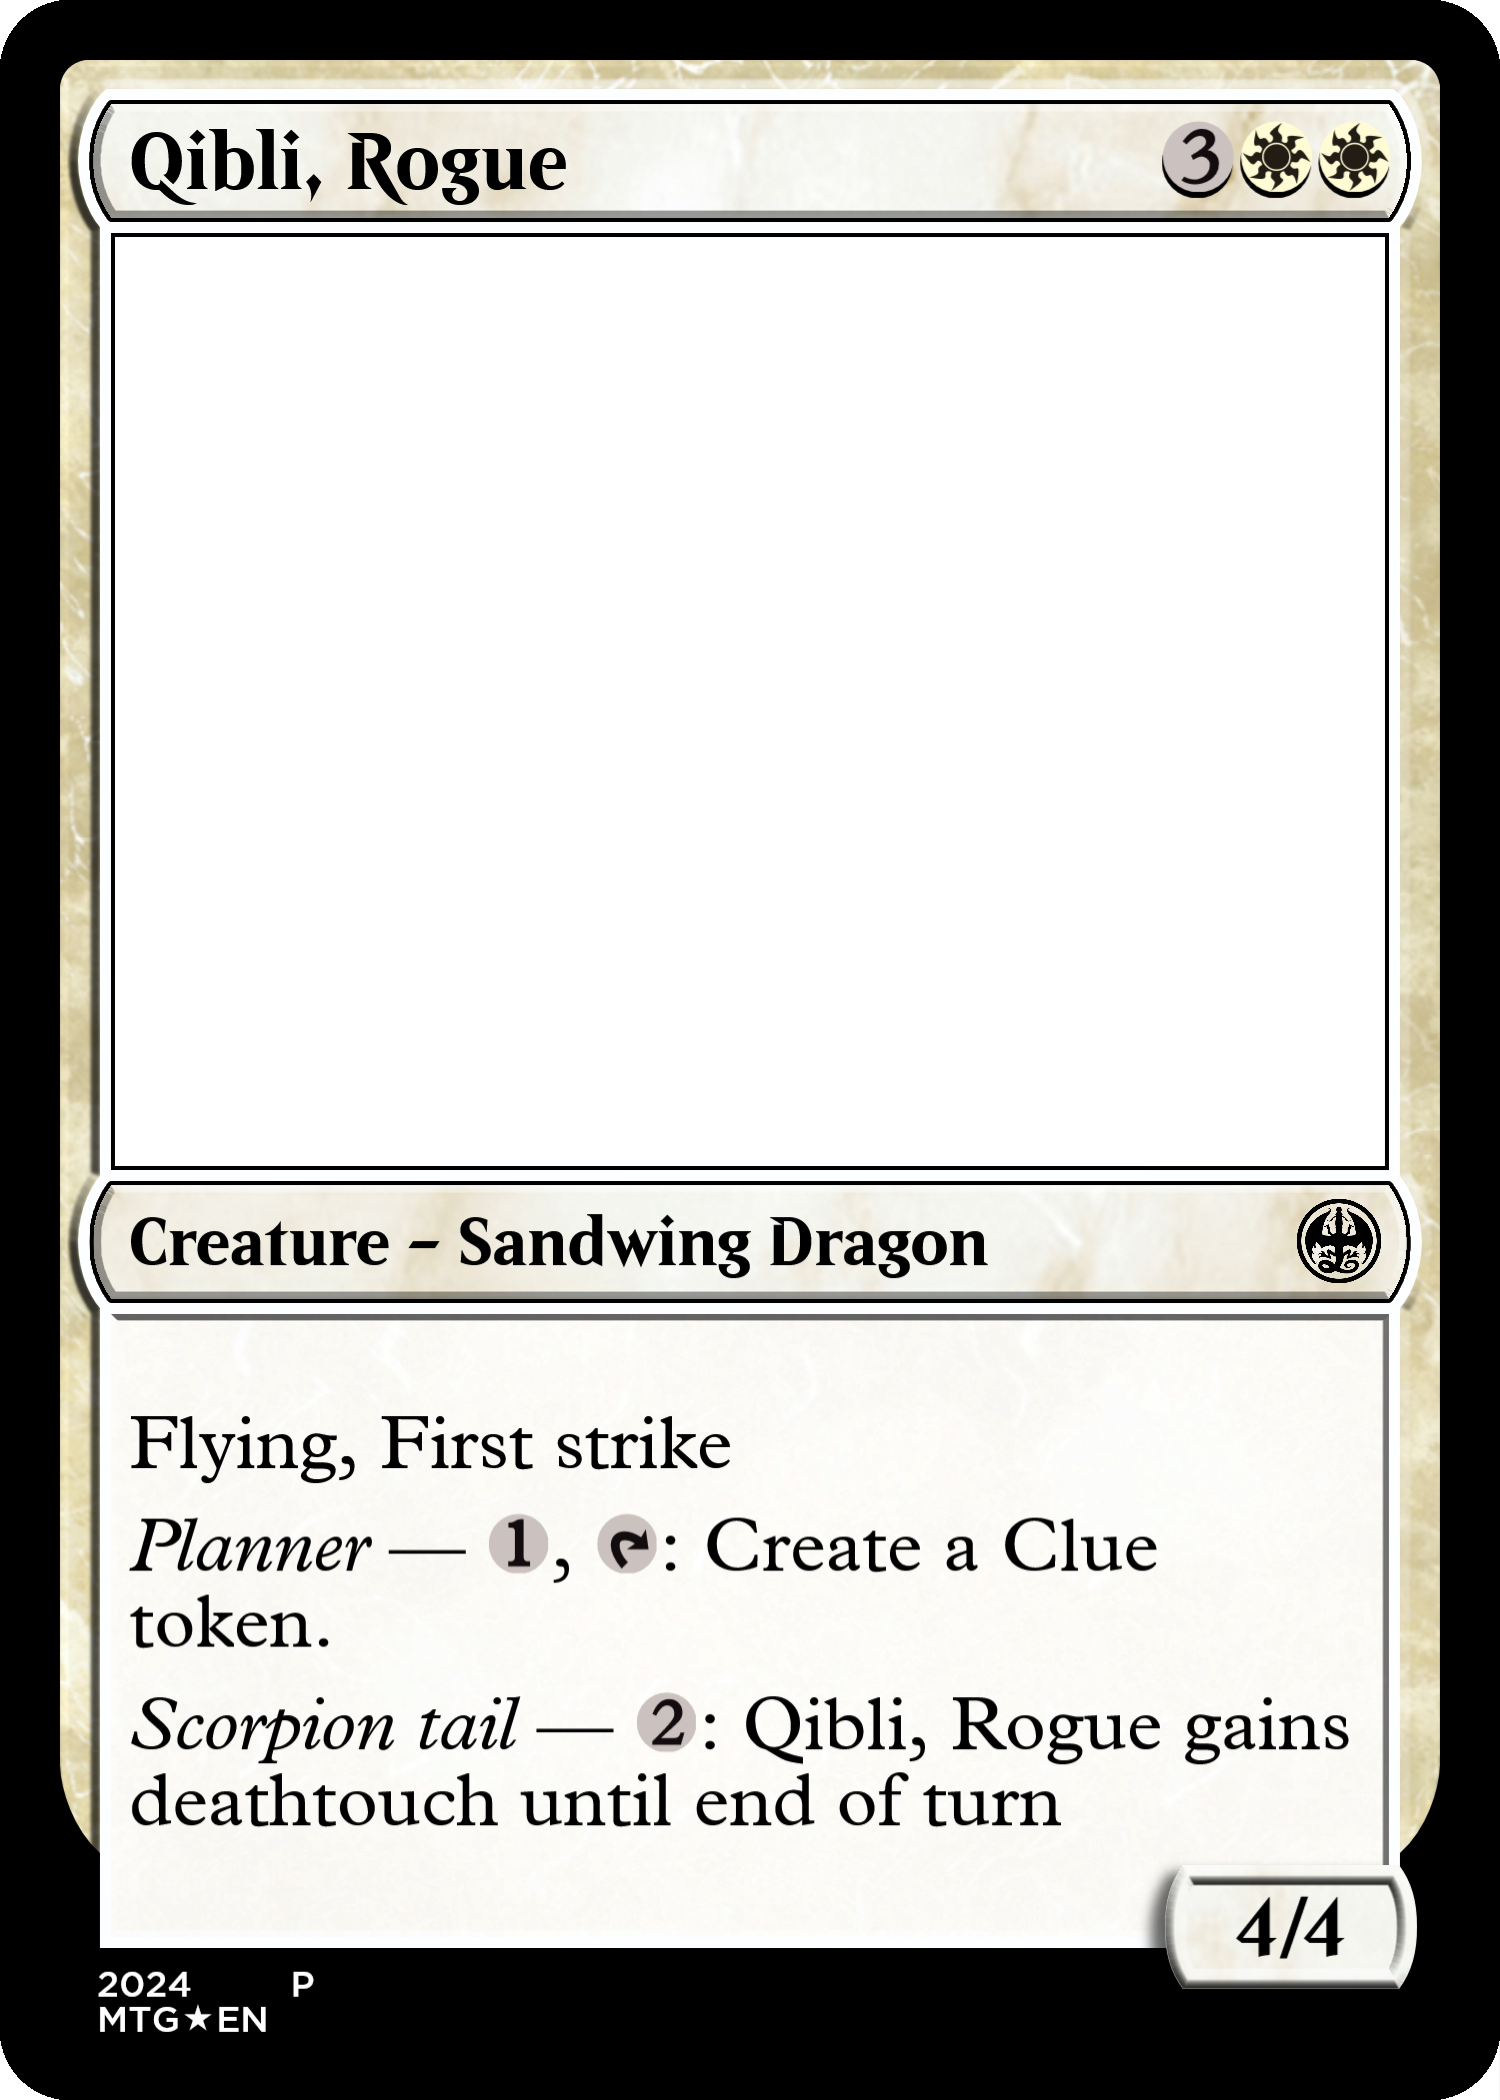 Qibli, Rogue 3
Creature – Sandwing Dragon
Flying, First strike
Planner — 1, : Create a Clue
token.
Scorpion tail — 2: Qibli, Rogue gains
deathtouch until end of turn
4/4
2024 P
MTG★EN